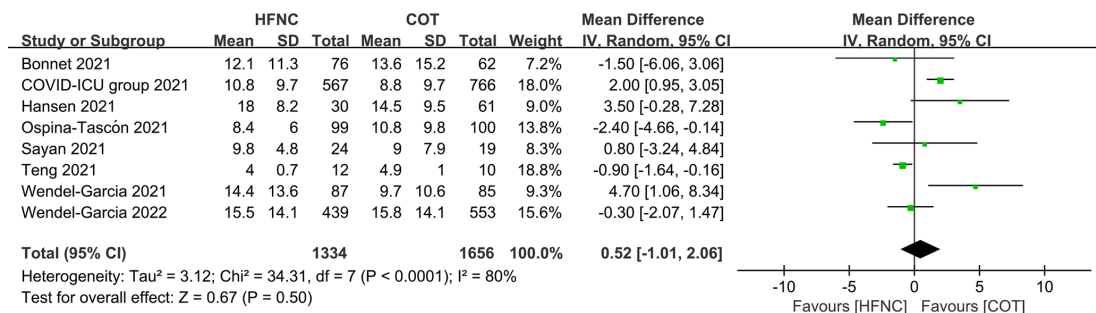 HFNC COT Mean Difference Mean Difference
Study or Subgroup Mean SD Total Mean SD Total Weight IV, Random, 95% CI IV, Random, 95% CI
Bonnet 2021 12.1 11.3 76 13.6 15.2 62 7.2% -1.50 [-6.06, 3.06]
COVID-ICU group 2021 10.8 9.7 567 8.8 9.7 766 18.0% 2.00 [0.95, 3.05]
Hansen 2021 18 8.2 30 14.5 9.5 61 9.0% 3.50 [-0.28, 7.28]
Ospina-Tascón 2021 8.4 6 99 10.8 9.8 100 13.8% -2.40 [-4.66, -0.14]
Sayan 2021 9.8 4.8 24 9 7.9 19 8.3% 0.80 [-3.24, 4.84]
Teng 2021 4 0.7 12 4.9 1 10 18.8% -0.90 [-1.64, -0.16]
Wendel-Garcia 2021 14.4 13.6 87 9.7 10.6 85 9.3% 4.70 [1.06, 8.34]
Wendel-Garcia 2022 15.5 14.1 439 15.8 14.1 553 15.6% -0.30 [-2.07, 1.47]
Total (95% CI) 1334 1656 100.0% 0.52 [-1.01, 2.06]
Heterogeneity: Tau² = 3.12; Chi² = 34.31, df = 7 (P < 0.0001); I² = 80%
Test for overall effect: Z = 0.67 (P = 0.50)
-10 -5 0 5 10
Favours [HFNC] Favours [COT]